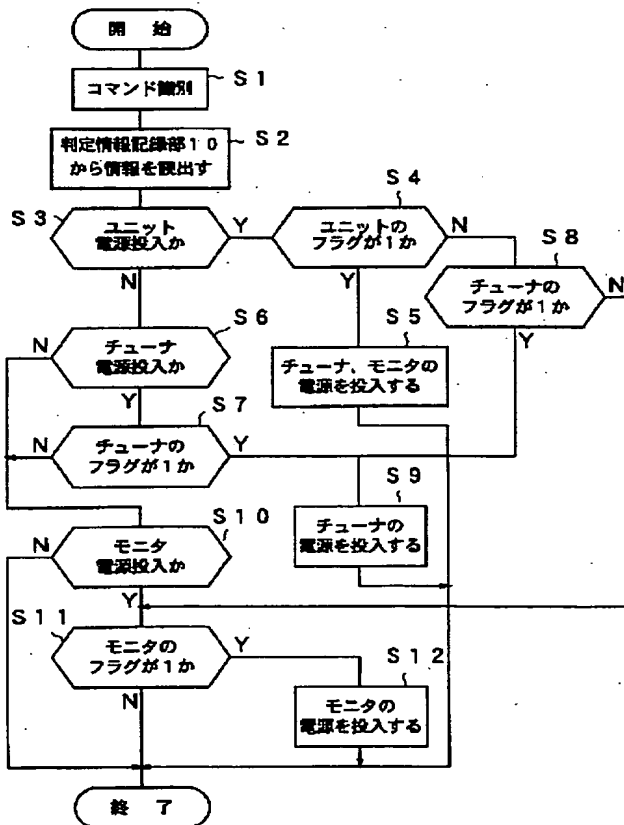 開 始
コマンド識別
S1
判定情報記録部10
から情報を読出す
S2
S3
ユニット
電源投入か
Y
N
S4
ユニットの
フラグが1か
N
Y
S8
チューナの
フラグが1か
N
Y
S5
チューナ、モニタの
電源を投入する
S6
チューナ
電源投入か
N
Y
S7
チューナの
フラグが1か
N
Y
S9
チューナの
電源を投入する
S10
モニタ
電源投入か
N
Y
S11
モニタの
フラグが1か
Y
N
S12
モニタの
電源を投入する
終 了